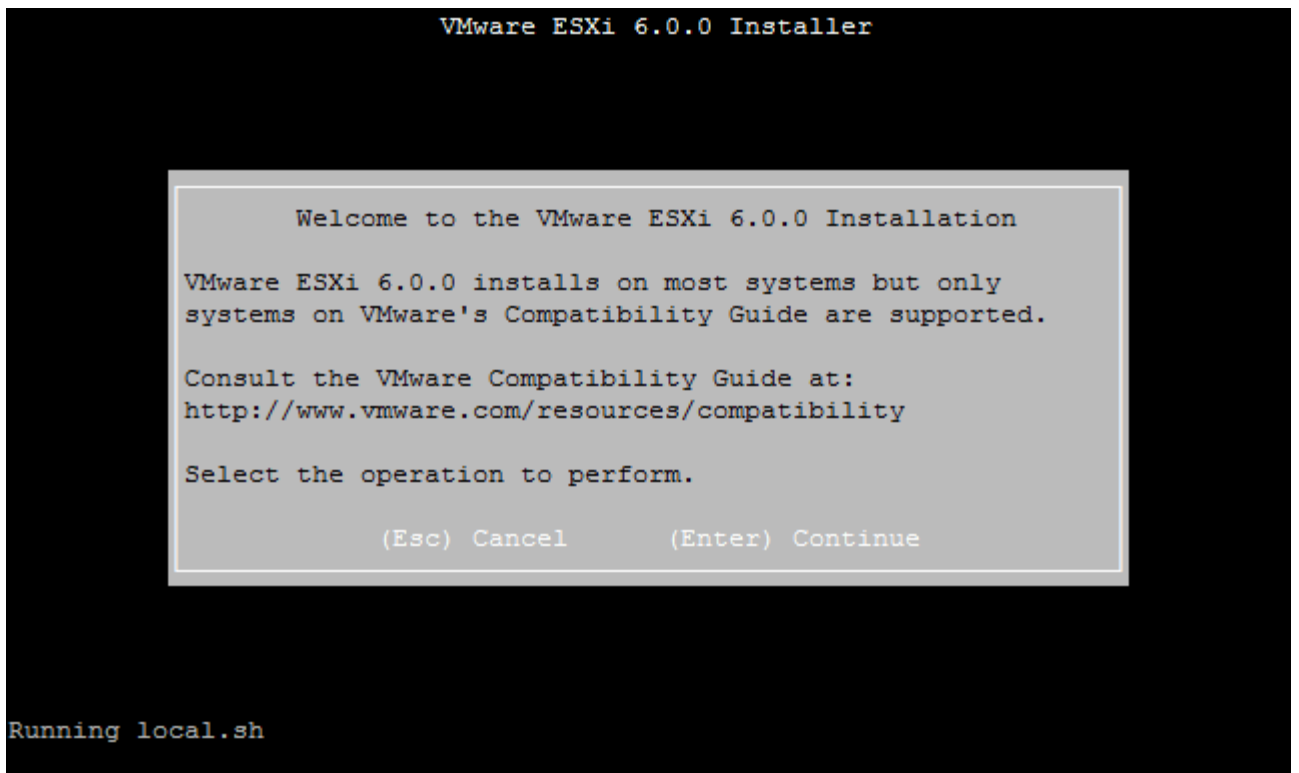 VMware ESXi 6.0.0 Installer
Welcome to the VMware ESXi 6.0.0 Installation
VMware ESXi 6.0.0 installs on most systems but only
systems on VMware's Compatibility Guide are supported.
Consult the VMware Compatibility Guide at:
http://www.vmware.com/resources/compatibility
Select the operation to perform.
(Esc) Cancel (Enter) Continue
Running local.sh